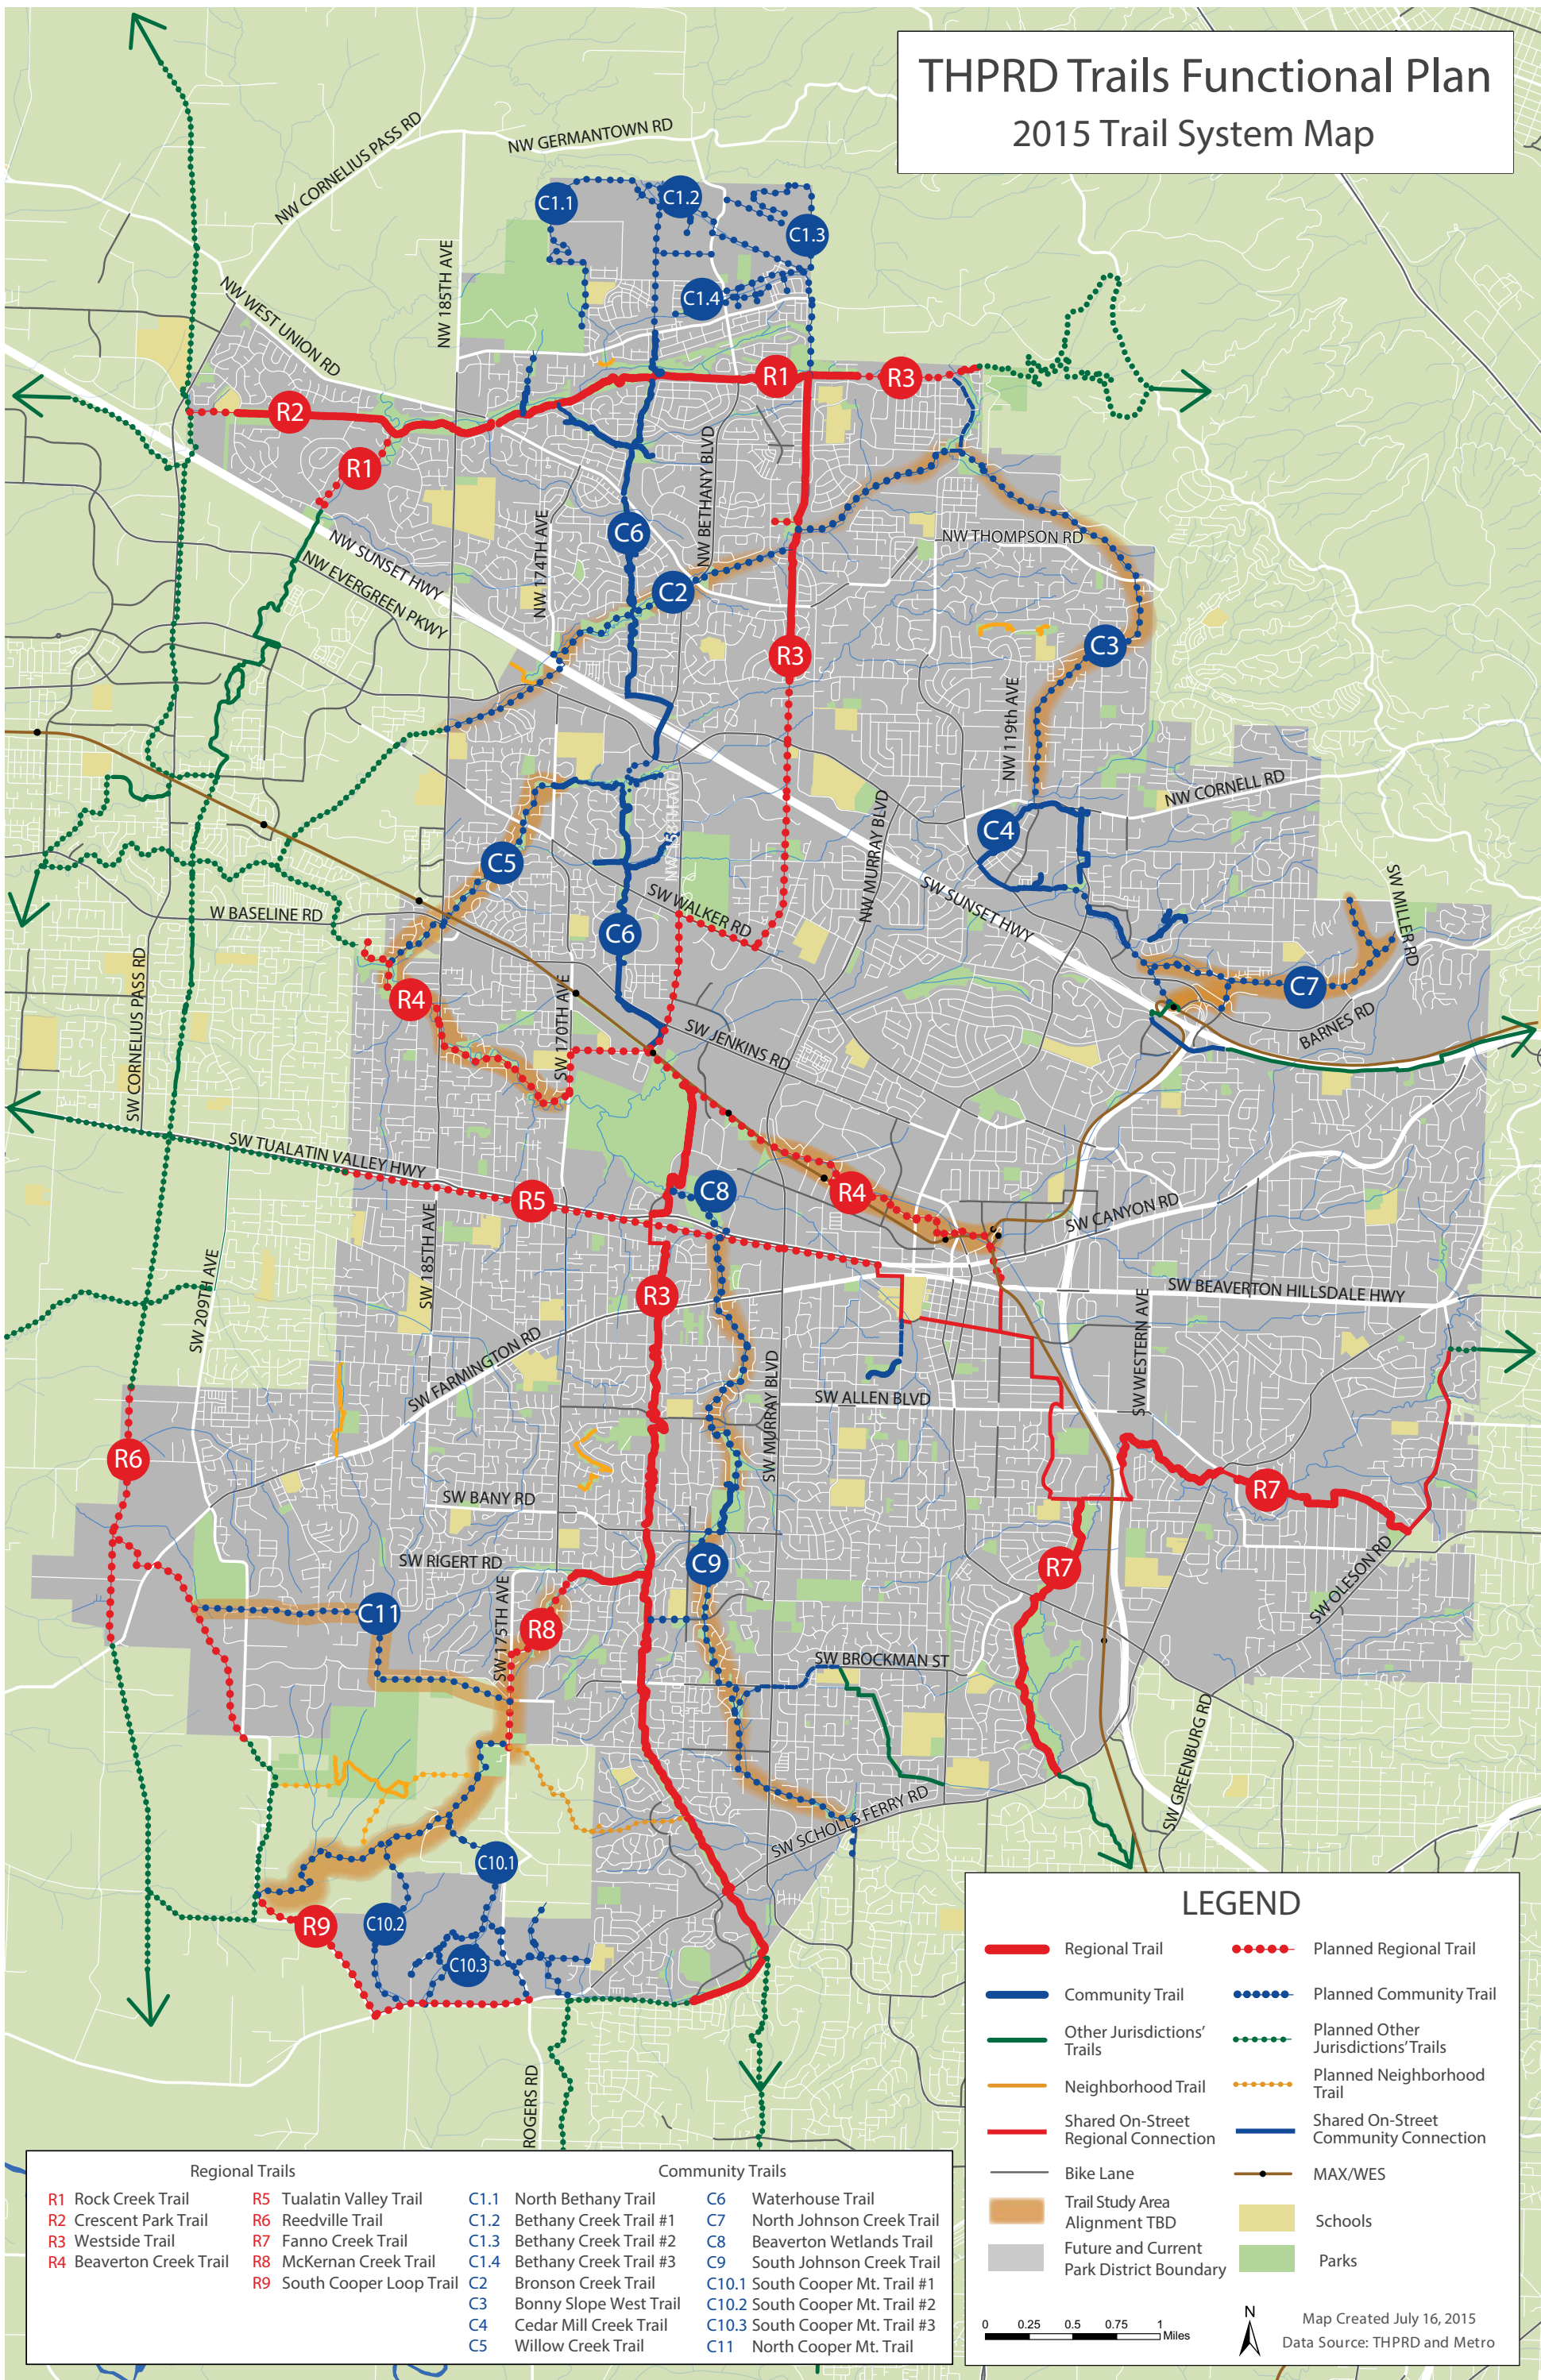 THPRD Trails Functional Plan
2015 Trail System Map
NW CORNELIUS PASS RD
NW GERMANTOWN RD
C1.1
C1.2
C1.3
C1.4
NW 185TH AVE
NW WEST UNION RD
R1
R3
R2
R1
NW BETHANY BLVD
NW 174TH AVE
C6
NW THOMPSON RD
NW SUNSET HWY
NW EVERGREEN PKWY
C2
C3
R3
NW 119th AVE
NW CORNELL RD
C4
NW MURRAY BLVD
C5
SW WALKER RD
SW SUNSET HWY
SW MILLER RD
W BASELINE RD
C6
SW CORNELIUS PASS RD
R4
C7
SW 170TH AVE
SW JENKINS RD
BARNES RD
SW TUALATIN VALLEY HWY
R5
C8
R4
SW CANYON RD
SW 185TH AVE
SW 209TH AVE
R3
SW BEAVERTON HILLSDALE HWY
SW WESTERN AVE
SW FARMINGTON RD
SW MURRAY BLVD
SW ALLEN BLVD
R6
SW BANY RD
R7
SW RIGERT RD
C9
R7
SW OLESON RD
C11
SW 175TH AVE
R8
SW BROCKMAN ST
SW GREENBURG RD
SW SCHOLLS FERRY RD
C10.1
C10.2
R9
C10.3
ROGERS RD
LEGEND
Regional Trail
Planned Regional Trail
Community Trail
Planned Community Trail
Other Jurisdictions'
Trails
Planned Other
Jurisdictions' Trails
Neighborhood Trail
Planned Neighborhood
Trail
Shared On-Street
Regional Connection
Shared On-Street
Community Connection
Bike Lane
MAX/WES
Trail Study Area
Alignment TBD
Schools
Future and Current
Park District Boundary
Parks
0 0.25 0.5 0.75 1
Miles
N
Map Created July 16, 2015
Data Source: THPRD and Metro
Regional Trails
R1 Rock Creek Trail
R2 Crescent Park Trail
R3 Westside Trail
R4 Beaverton Creek Trail
R5 Tualatin Valley Trail
R6 Reedville Trail
R7 Fanno Creek Trail
R8 McKernan Creek Trail
R9 South Cooper Loop Trail
Community Trails
C1.1 North Bethany Trail
C1.2 Bethany Creek Trail #1
C1.3 Bethany Creek Trail #2
C1.4 Bethany Creek Trail #3
C2 Bronson Creek Trail
C3 Bonny Slope West Trail
C4 Cedar Mill Creek Trail
C5 Willow Creek Trail
C6 Waterhouse Trail
C7 North Johnson Creek Trail
C8 Beaverton Wetlands Trail
C9 South Johnson Creek Trail
C10.1 South Cooper Mt. Trail #1
C10.2 South Cooper Mt. Trail #2
C10.3 South Cooper Mt. Trail #3
C11 North Cooper Mt. Trail